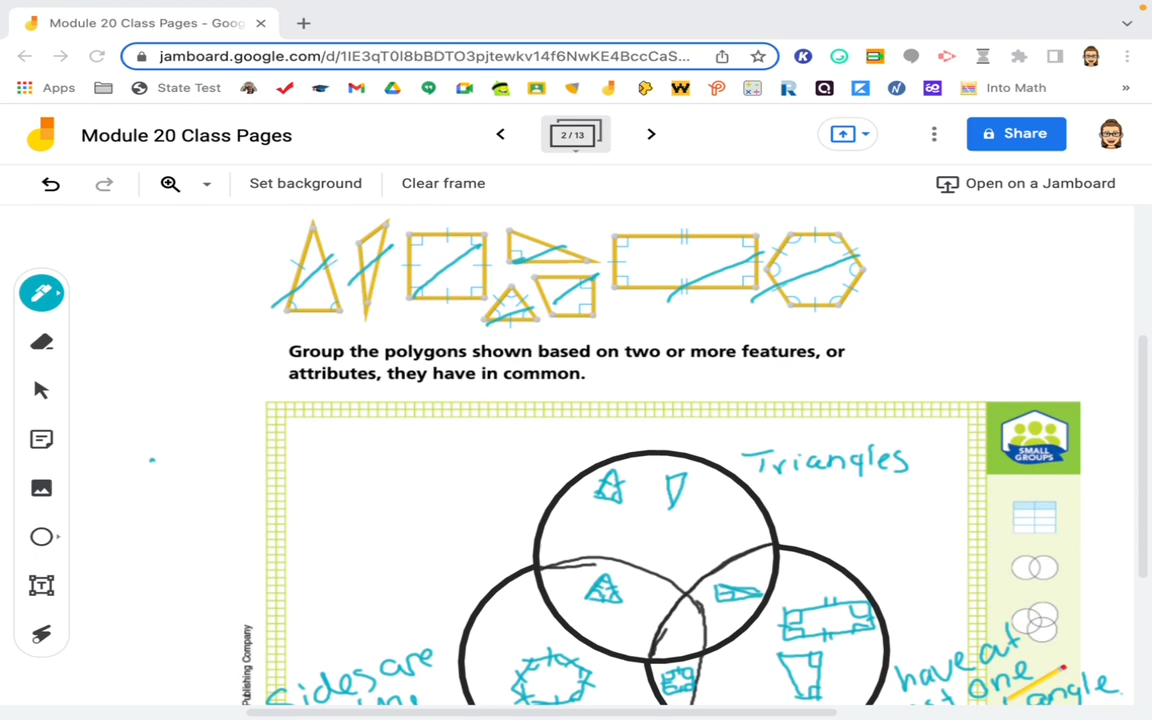 Module 20 Class Pages - Goog
jamboard.google.com/d/1IE3qT0l8bBDTO3pjtewkv14f6NwKE4BccCaS...
Apps
State Test
Into Math
»
Module 20 Class Pages
2 / 13
Share
Set background
Clear frame
Open on a Jamboard
Group the polygons shown based on two or more features, or
attributes, they have in common.
SMALL
GROUPS
Triangles
Publishing Company
Sides are
have at
one
angle.